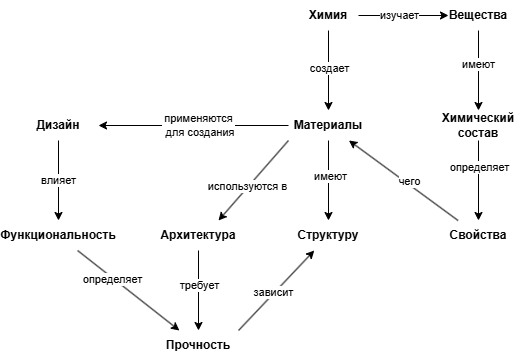 Химия
изучает
Вещества
создает
имеют
Дизайн
применяются
для создания
Материалы
Химический
состав
влияет
используются в
имеют
чего
определяет
Функциональность
Архитектура
Структуру
Свойства
определяет
требует
зависит
Прочность